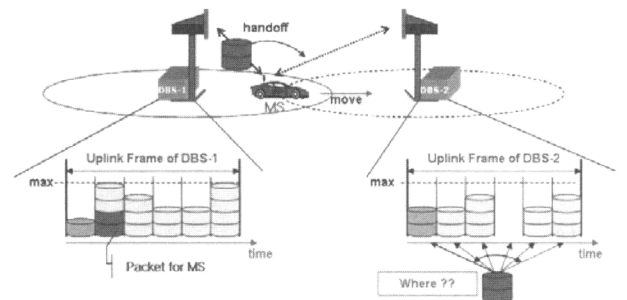 handoff
DBS-1
MS
move
DBS-2
Uplink Frame of DBS-1
max
time
Packet for MS
Uplink Frame of DBS-2
max
time
Where ??